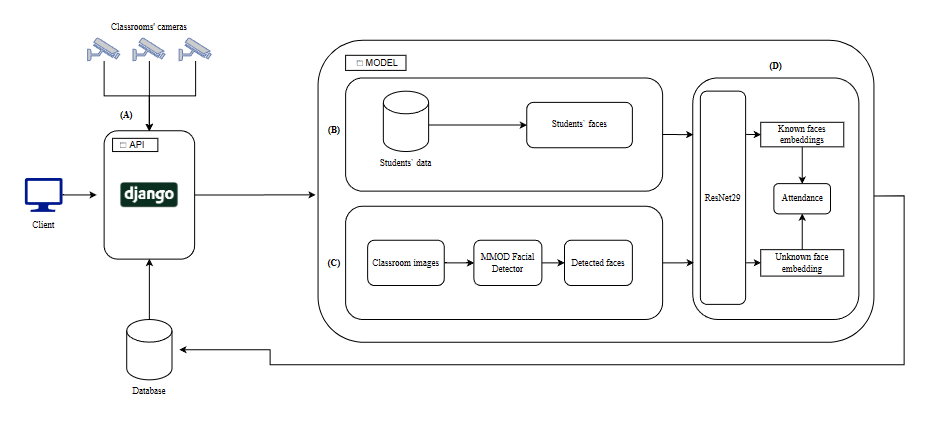 Classrooms' cameras
(A)
API
django
Client
Database
MODEL
(B)
Students` data
Students` faces
(C)
Classroom images
MMOD Facial
Detector
Detected faces
(D)
ResNet29
Known faces
embeddings
Attendance
Unknown face
embedding